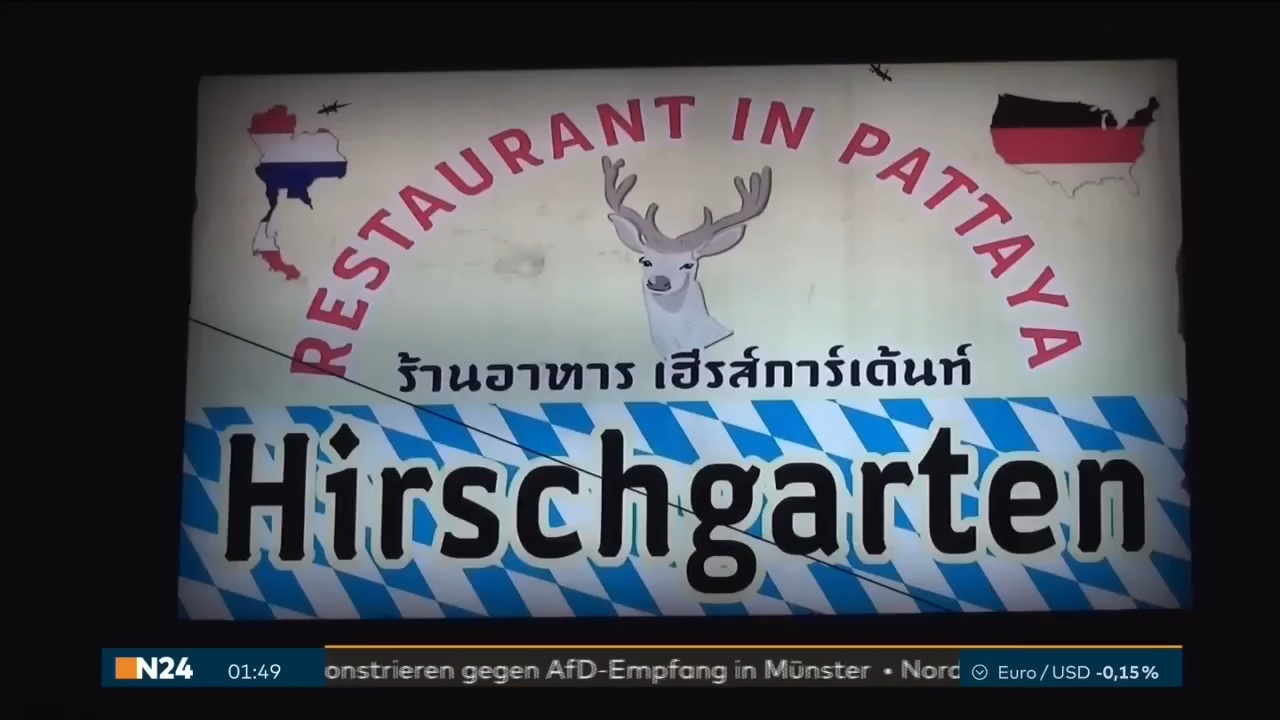 RESTAURANT IN PATTAYA
ร้านอาหาร เฮีรส์การ์เด้นท์
Hirschgarten
N24 01:49 onstrieren gegen AfD-Empfang in Münster • Nord Euro / USD -0,15%